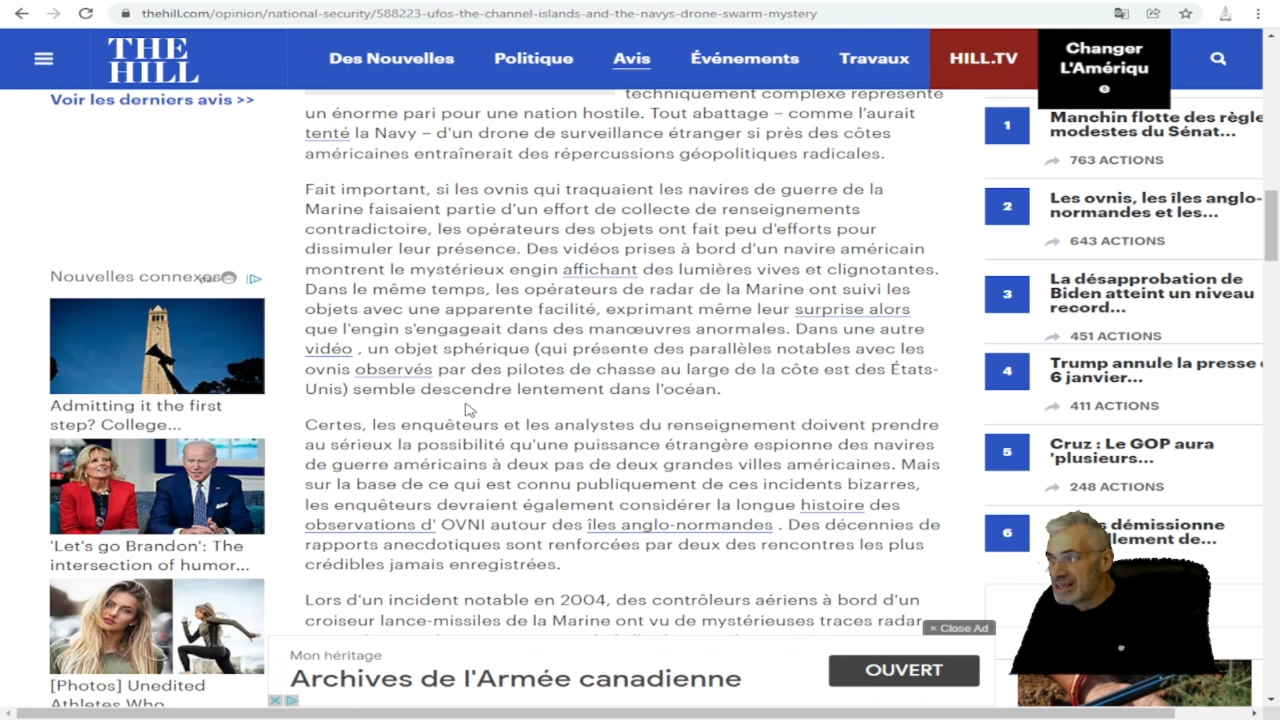 thehill.com/opinion/national-security/588223-ufos-the-channel-islands-and-the-navys-drone-swarm-mystery
THE
HILL
Des Nouvelles
Politique
Avis
Événements
Travaux
HILL.TV
Changer
L'Amériqu
e
Voir les derniers avis >>
Nouvelles connexes
Admitting it the first
step? College...
'Let's go Brandon': The
intersection of humor...
[Photos] Unedited
Athletes Who
techniquement complexe représente
un énorme pari pour une nation hostile. Tout abattage – comme l'aurait
tenté la Navy – d'un drone de surveillance étranger si près des côtes
américaines entraînerait des répercussions géopolitiques radicales.
Fait important, si les ovnis qui traquaient les navires de guerre de la
Marine faisaient partie d'un effort de collecte de renseignements
contradictoire, les opérateurs des objets ont fait peu d'efforts pour
dissimuler leur présence. Des vidéos prises à bord d'un navire américain
montrent le mystérieux engin affichant des lumières vives et clignotantes.
Dans le même temps, les opérateurs de radar de la Marine ont suivi les
objets avec une apparente facilité, exprimant même leur surprise alors
que l'engin s'engageait dans des manœuvres anormales. Dans une autre
vidéo , un objet sphérique (qui présente des parallèles notables avec les
ovnis observés par des pilotes de chasse au large de la côte est des États-
Unis) semble descendre lentement dans l'océan.
Certes, les enquêteurs et les analystes du renseignement doivent prendre
au sérieux la possibilité qu'une puissance étrangère espionne des navires
de guerre américains à deux pas de deux grandes villes américaines. Mais
sur la base de ce qui est connu publiquement de ces incidents bizarres,
les enquêteurs devraient également considérer la longue histoire des
observations d' OVNI autour des îles anglo-normandes . Des décennies de
rapports anecdotiques sont renforcées par deux des rencontres les plus
crédibles jamais enregistrées.
Lors d'un incident notable en 2004, des contrôleurs aériens à bord d'un
croiseur lance-missiles de la Marine ont vu de mystérieuses traces radar
× Close Ad
Mon héritage
Archives de l'Armée canadienne
OUVERT
1
Manchin flotte des règle
modestes du Sénat...
763 ACTIONS
2
Les ovnis, les îles anglo-
normandes et les...
643 ACTIONS
3
La désapprobation de
Biden atteint un niveau
record...
451 ACTIONS
4
Trump annule la presse
6 janvier...
411 ACTIONS
5
Cruz : Le GOP aura
'plusieurs...
248 ACTIONS
6
démissionne